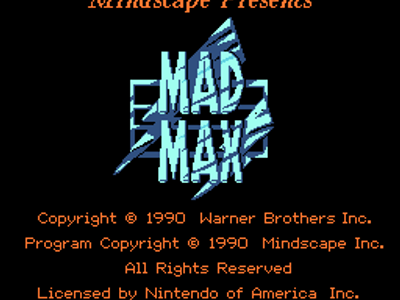 Mindscape Presents
MAD
MAX
Copyright © 1990 Warner Brothers Inc.
Program Copyright © 1990 Mindscape Inc.
All Rights Reserved
Licensed by Nintendo of America Inc.